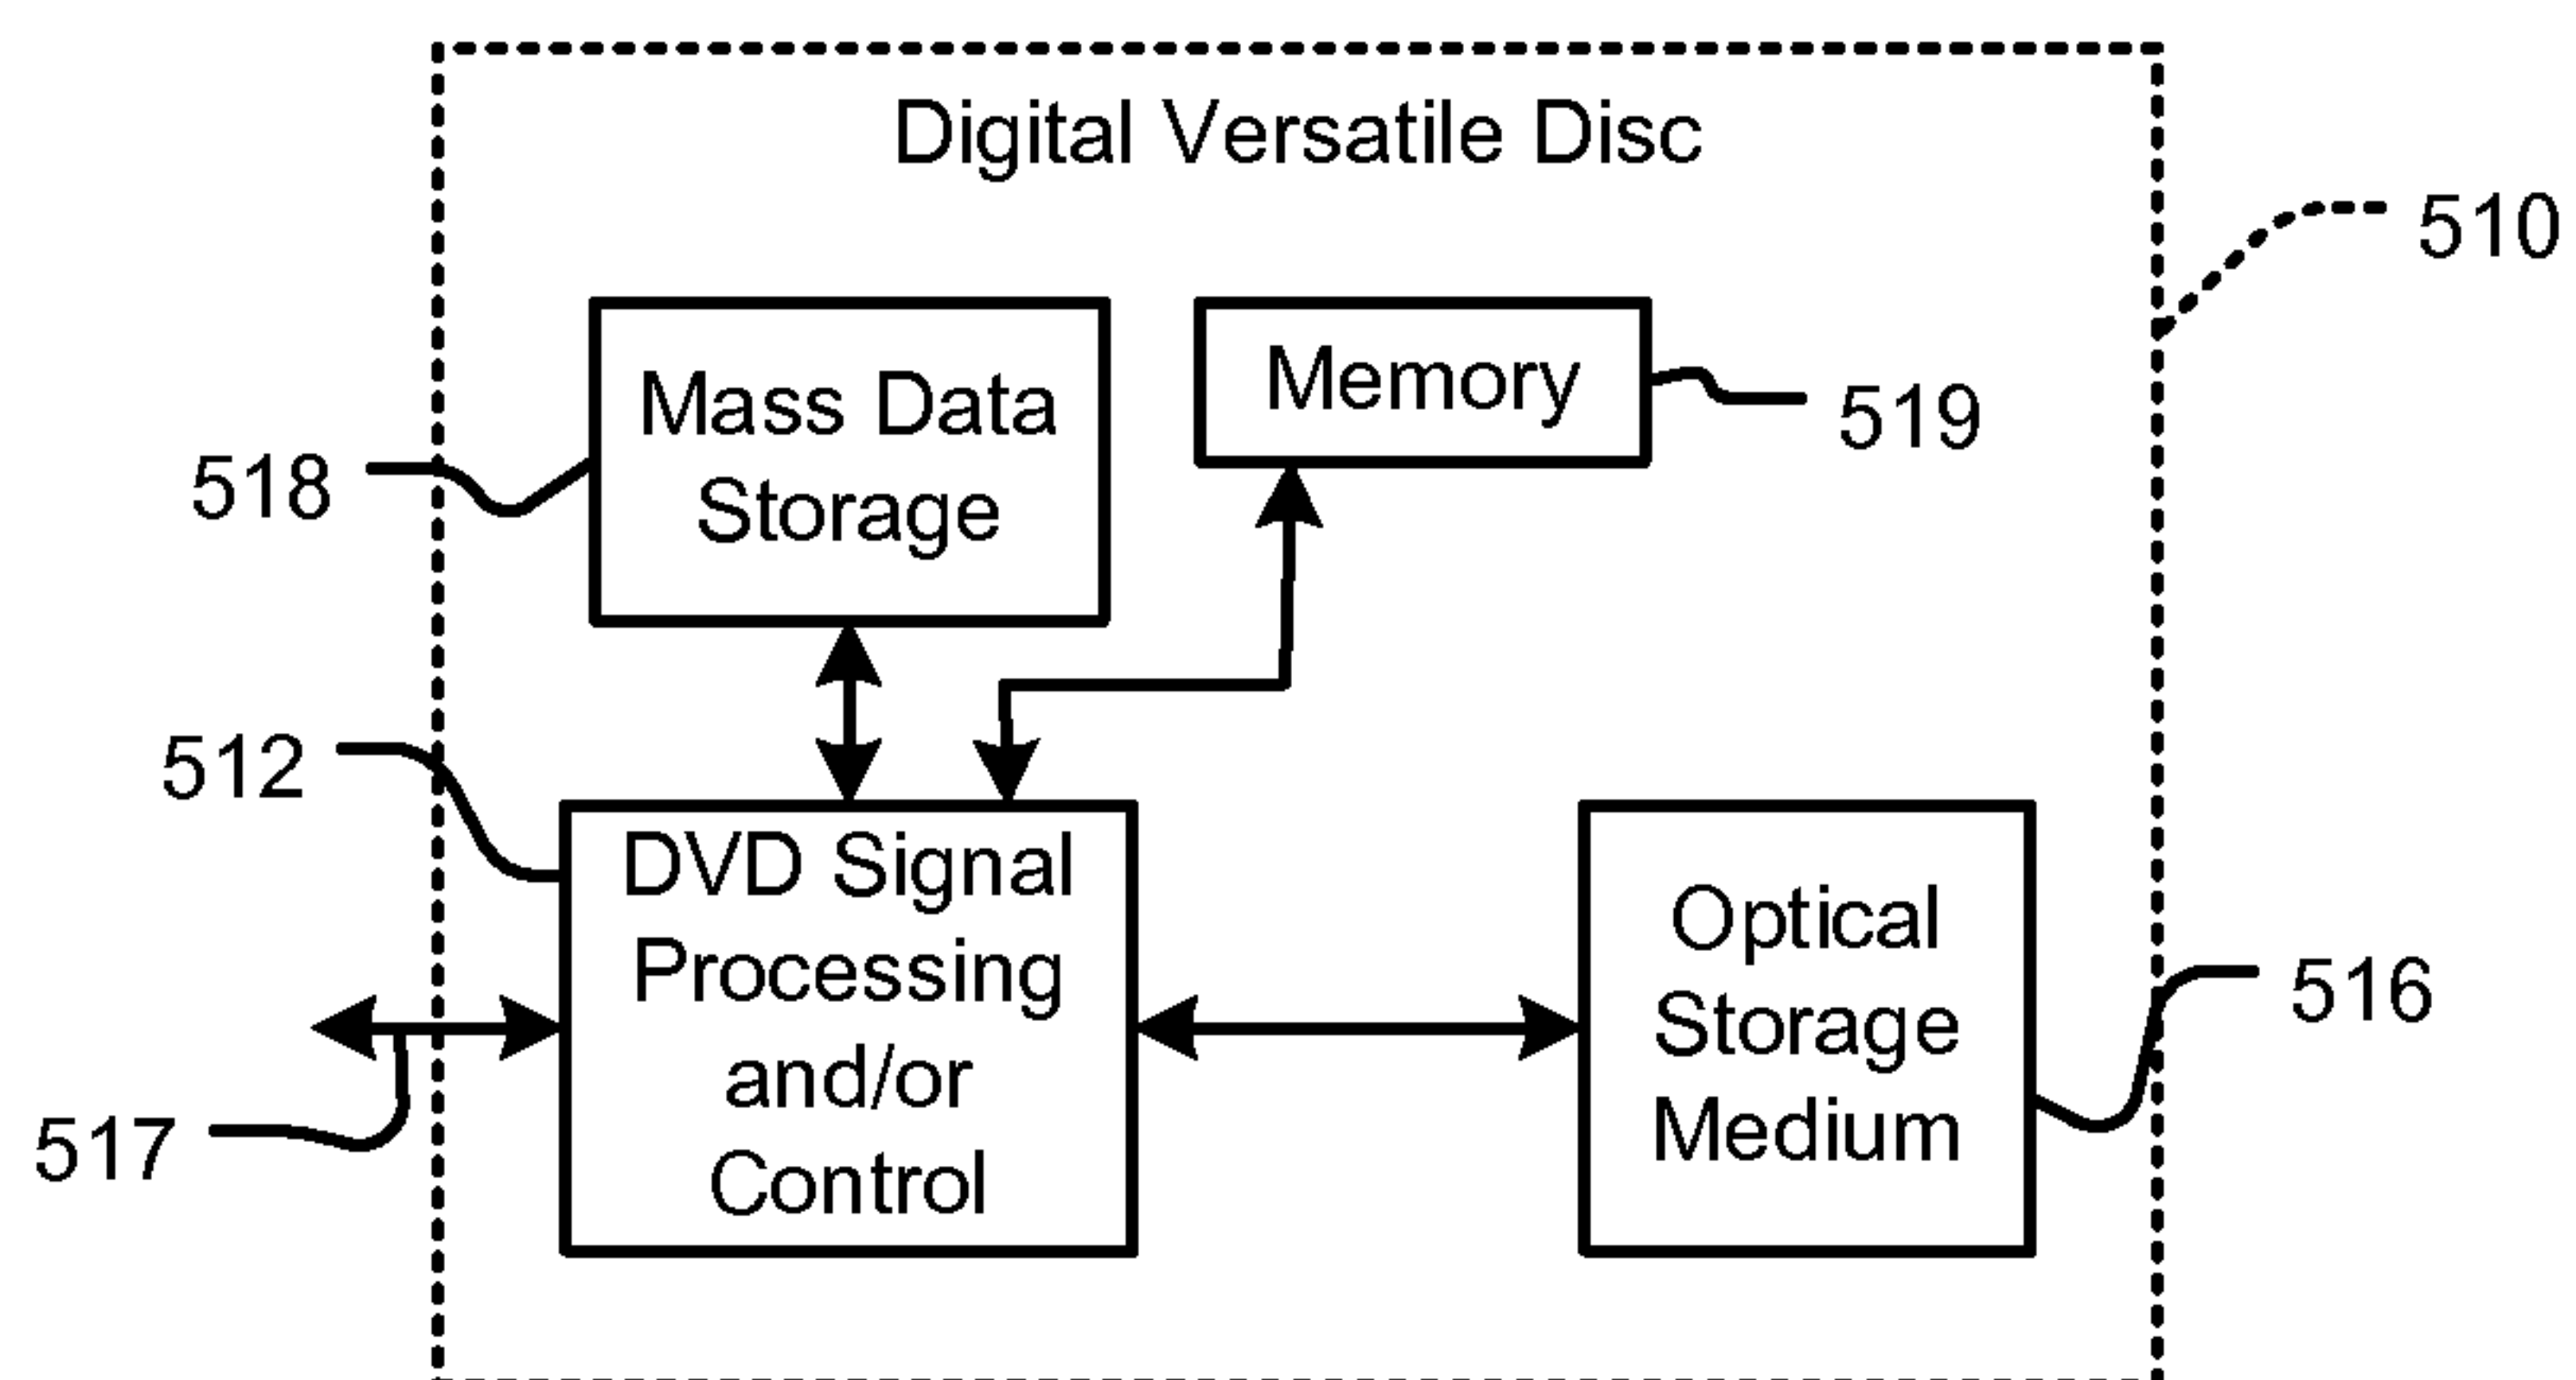 Digital Versatile Disc
510
Mass Data
Storage
Memory
518
519
512
DVD Signal
Processing
and/or
Control
Optical
Storage
Medium
516
517